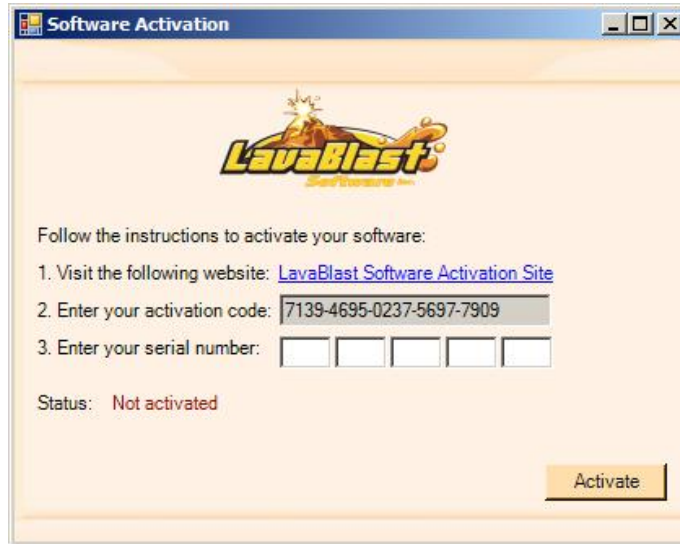 Software Activation
LavaBlast
Software Inc.
Follow the instructions to activate your software:
1. Visit the following website: LavaBlast Software Activation Site
2. Enter your activation code: 7139-4695-0237-5697-7909
3. Enter your serial number:
Status: Not activated
Activate